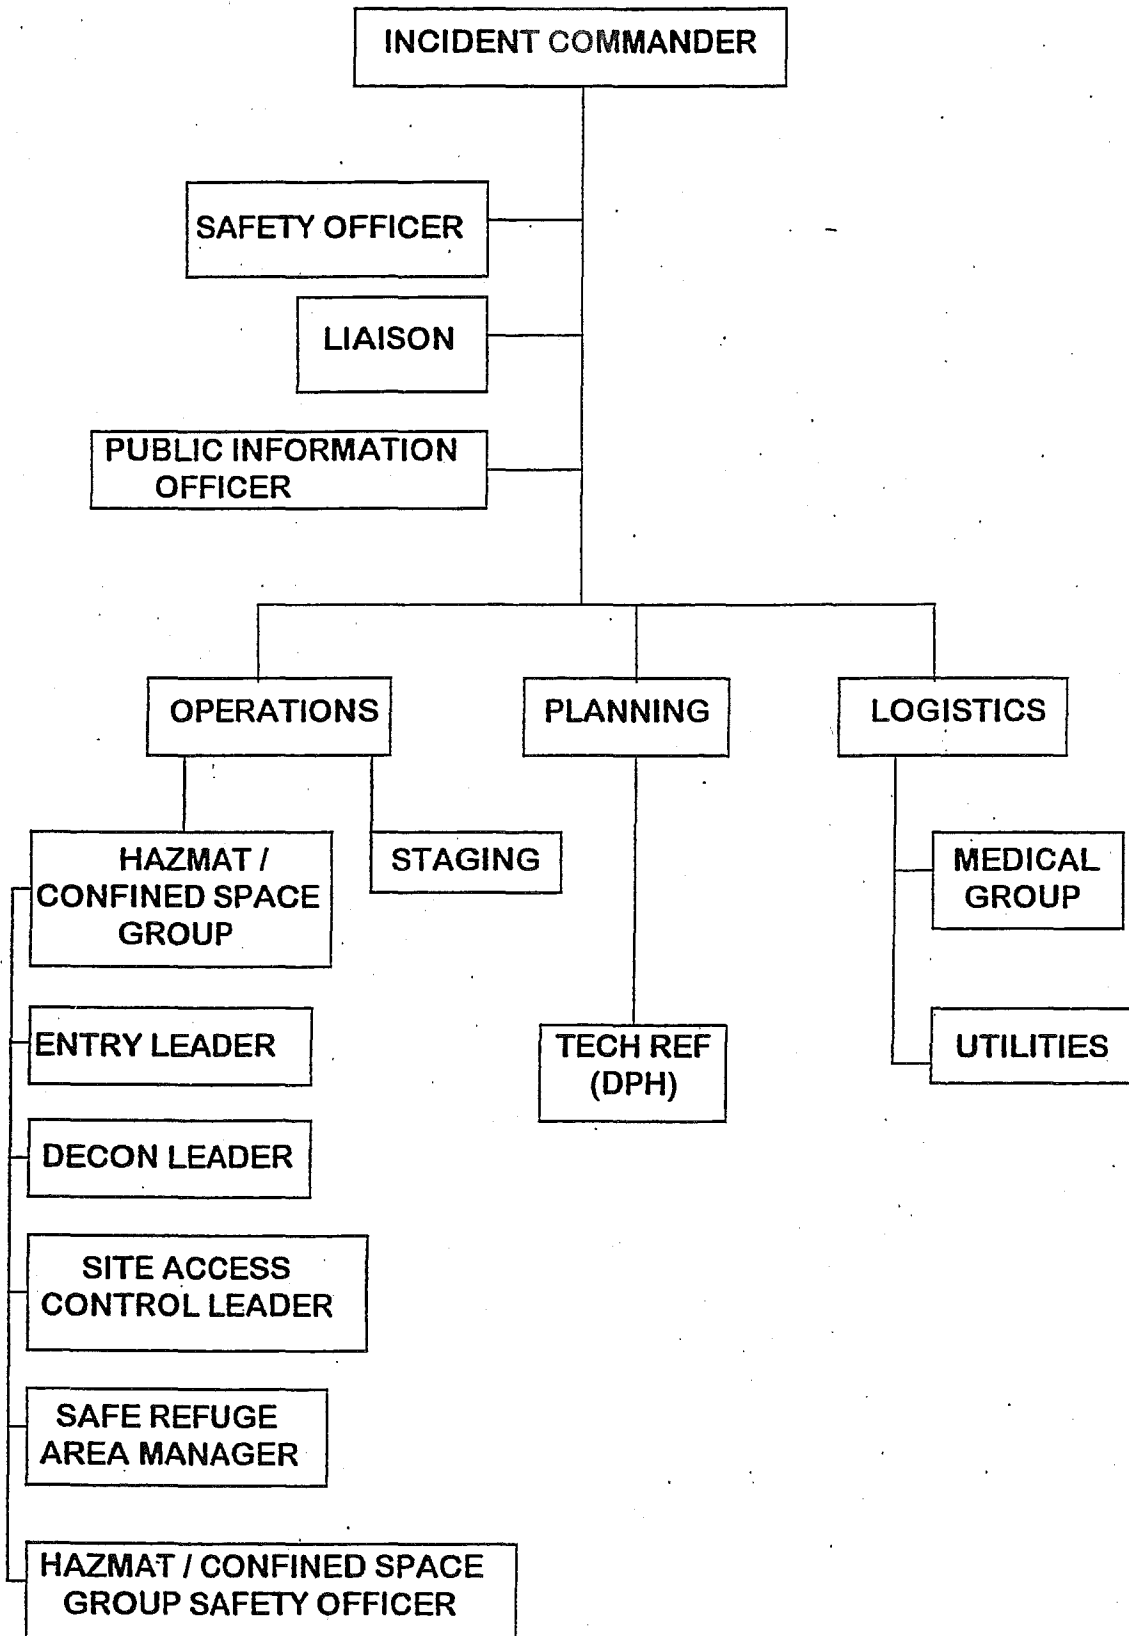 INCIDENT COMMANDER
SAFETY OFFICER
LIAISON
PUBLIC INFORMATION
OFFICER
OPERATIONS
PLANNING
LOGISTICS
HAZMAT /
CONFINED SPACE
GROUP
STAGING
MEDICAL
GROUP
ENTRY LEADER
TECH REF
(DPH)
UTILITIES
DECON LEADER
SITE ACCESS
CONTROL LEADER
SAFE REFUGE
AREA MANAGER
HAZMAT / CONFINED SPACE
GROUP SAFETY OFFICER